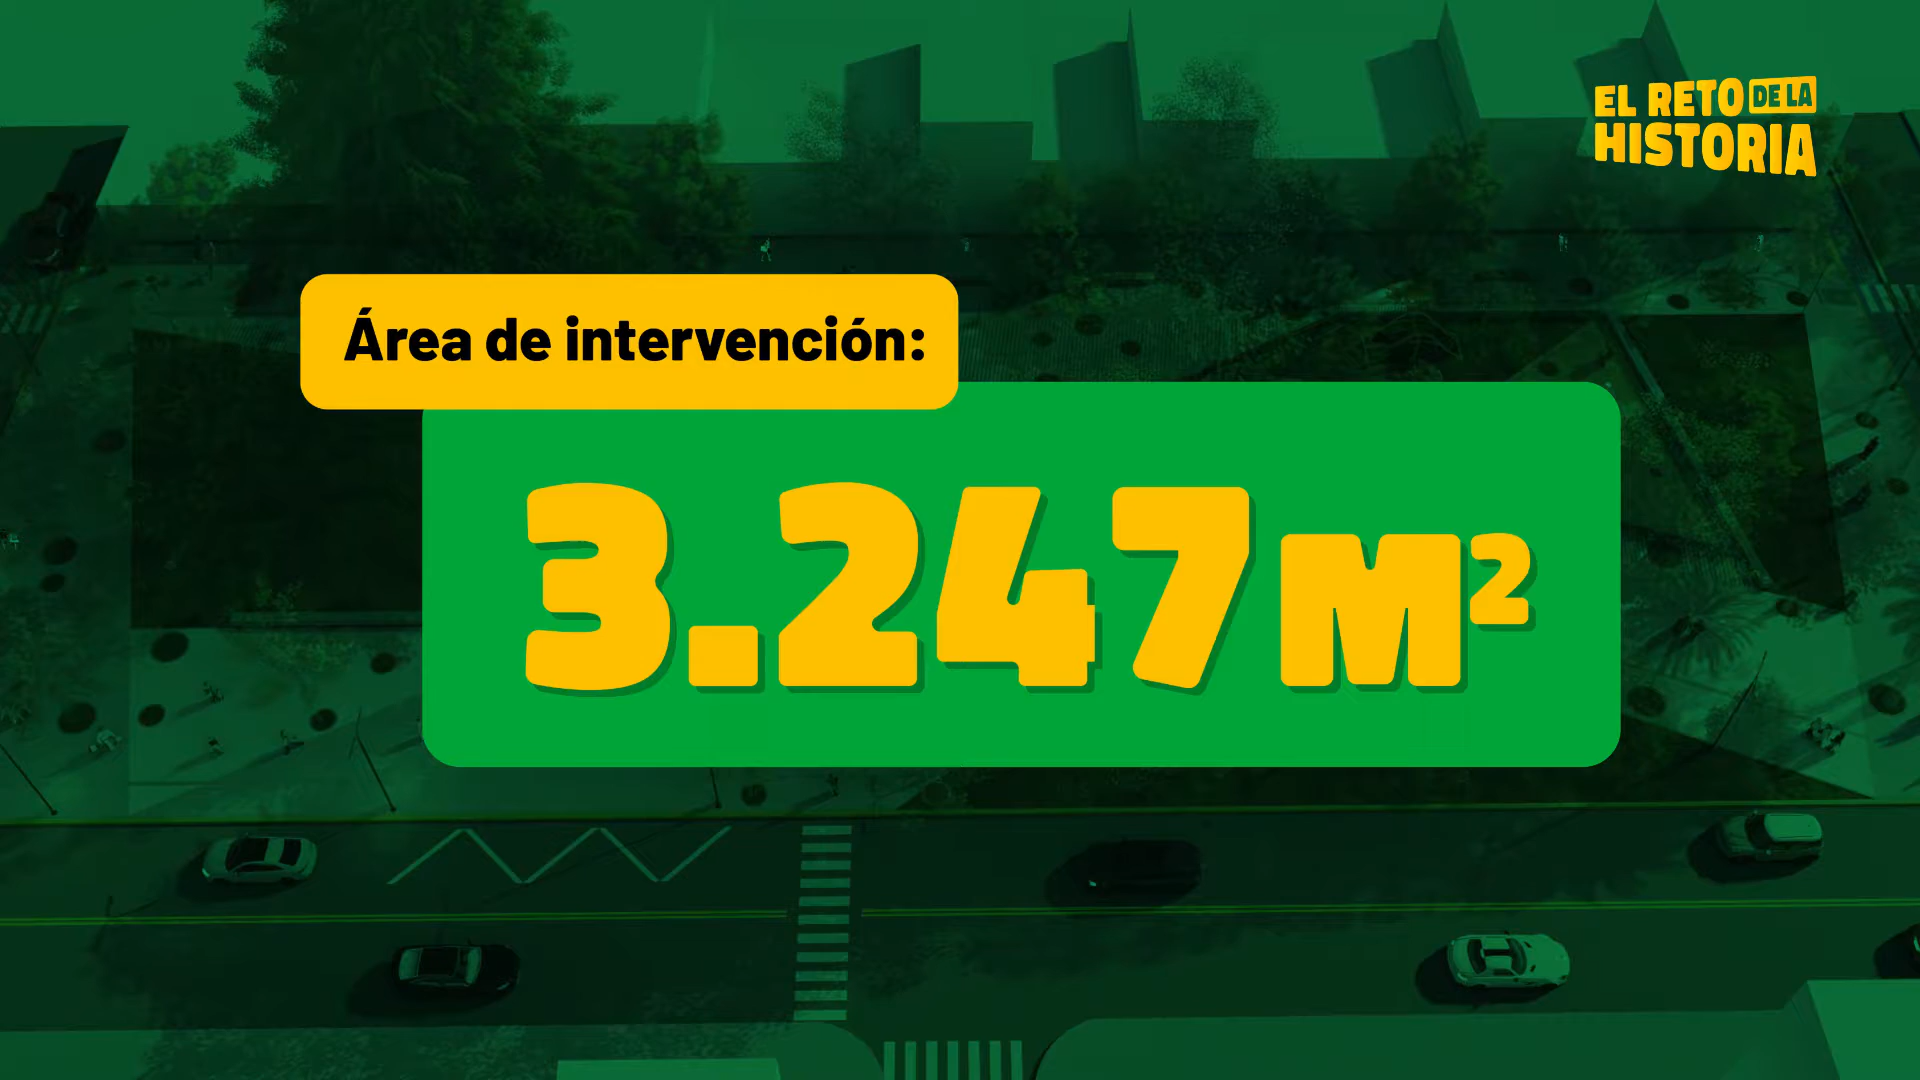 EL RETO DE LA
HISTORIA
Área de intervención:
3.247 M²